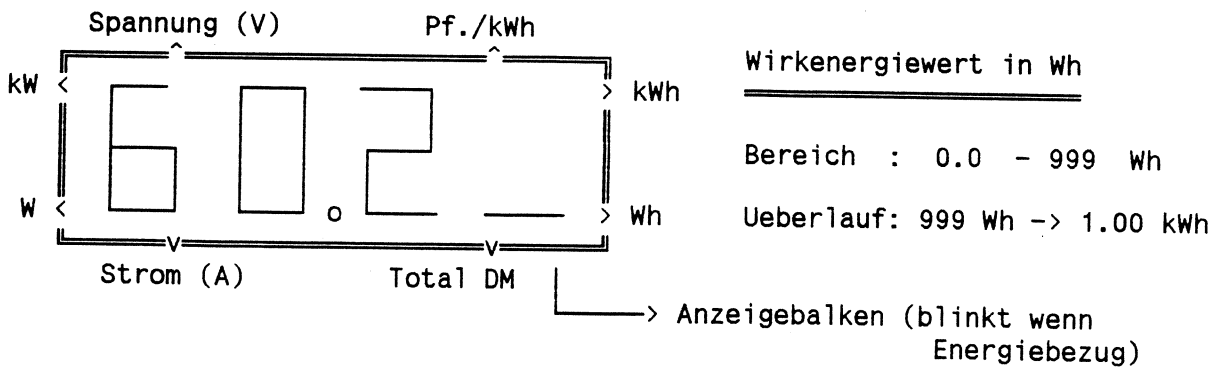 Spannung (V) Pf./kWh
Wirkenergiewert in Wh
kW < 60.2 > kWh
Bereich : 0.0 - 999 Wh
W < > Wh
Ueberlauf: 999 Wh -> 1.00 kWh
Strom (A) Total DM
> Anzeigebalken (blinkt wenn
Energiebezug)